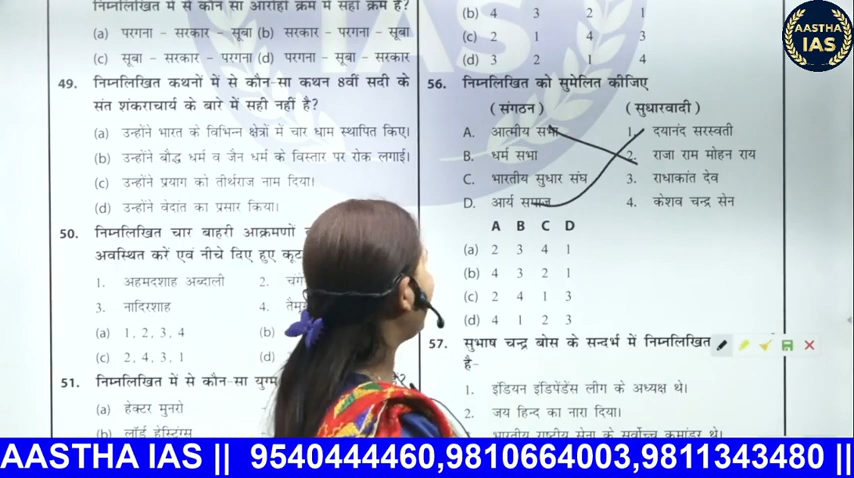 निम्नलिखित में से कौन सा आरोही क्रम में सही क्रम है?
(a) परगना - सरकार - सूबा (b) सरकार - परगना - सूबा
(c) सूबा - सरकार - परगना (d) परगना - सूबा - सरकार
49. निम्नलिखित कथनों में से कौन-सा कथन 8वीं सदी के
संत शंकराचार्य के बारे में सही नहीं है?
(a) उन्होंने भारत के विभिन्न क्षेत्रों में चार धाम स्थापित किए।
(b) उन्होंने बौद्ध धर्म व जैन धर्म के विस्तार पर रोक लगाई।
(c) उन्होंने प्रयाग को तीर्थराज नाम दिया।
(d) उन्होंने वेदांत का प्रसार किया।
50. निम्नलिखित चार बाहरी आक्रमणों
अवस्थित करें एवं नीचे दिए हुए कूट
1. अहमदशाह अब्दाली 2.
3. नादिरशाह 4.
(a) 1, 2, 3, 4 (b)
(c) 2, 4, 3, 1 (d)
51. निम्नलिखित में से कौन-सा युग्म है?
(a) हेक्टर मुनरो
(b) लॉर्ड हेस्टिंग्स
(b) 4 3 2 1
(c) 2 1 4 3
(d) 3 2 1 4
56. निम्नलिखित को सुमेलित कीजिए
(संगठन) (सुधारवादी)
A. आत्मीय सभा 1. दयानंद सरस्वती
B. धर्म सभा 2. राजा राम मोहन राय
C. भारतीय सुधार संघ 3. राधाकांत देव
D. आर्य समाज 4. केशव चन्द्र सेन
A B C D
(a) 2 3 4 1
(b) 4 3 2 1
(c) 2 4 1 3
(d) 4 1 2 3
57. सुभाष चन्द्र बोस के सन्दर्भ में निम्नलिखित
है-
1. इंडियन इंडिपेंडेंस लीग के अध्यक्ष थे।
2. जय हिन्द का नारा दिया।
भारतीय राष्ट्रीय सेना के सर्वोच्च कमांडर थे।
IAS
AASTHA
IAS
AASTHA IAS || 9540444460,9810664003,9811343480 ||